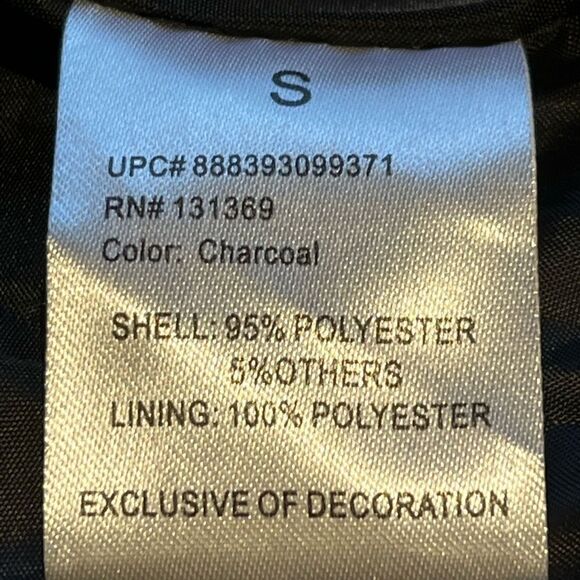 S
UPC# 888393099371
RN# 131369
Color: Charcoal
SHELL: 95% POLYESTER
5%OTHERS
LINING: 100% POLYESTER
EXCLUSIVE OF DECORATION